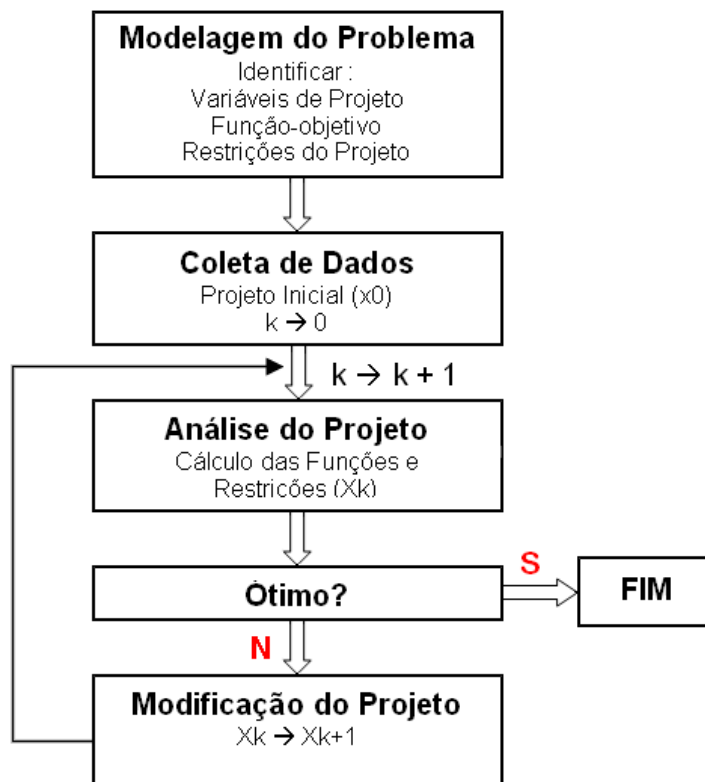 Modelagem do Problema
Identificar :
Variáveis de Projeto
Função-objetivo
Restrições do Projeto
Coleta de Dados
Projeto Inicial (x0)
k → 0
k → k + 1
Análise do Projeto
Cálculo das Funções e
Restrições (Xk)
Ótimo?
S
FIM
N
Modificação do Projeto
Xk → Xk+1